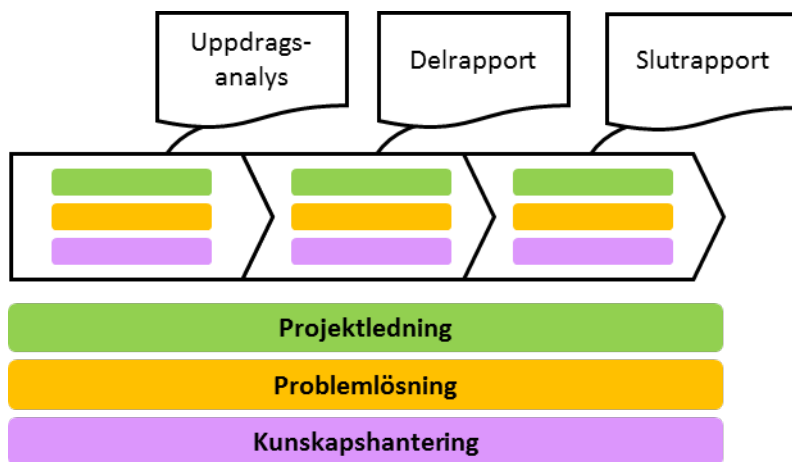 Uppdrags-
analys
Delrapport
Slutrapport
Projektledning
Problemlösning
Kunskapshantering